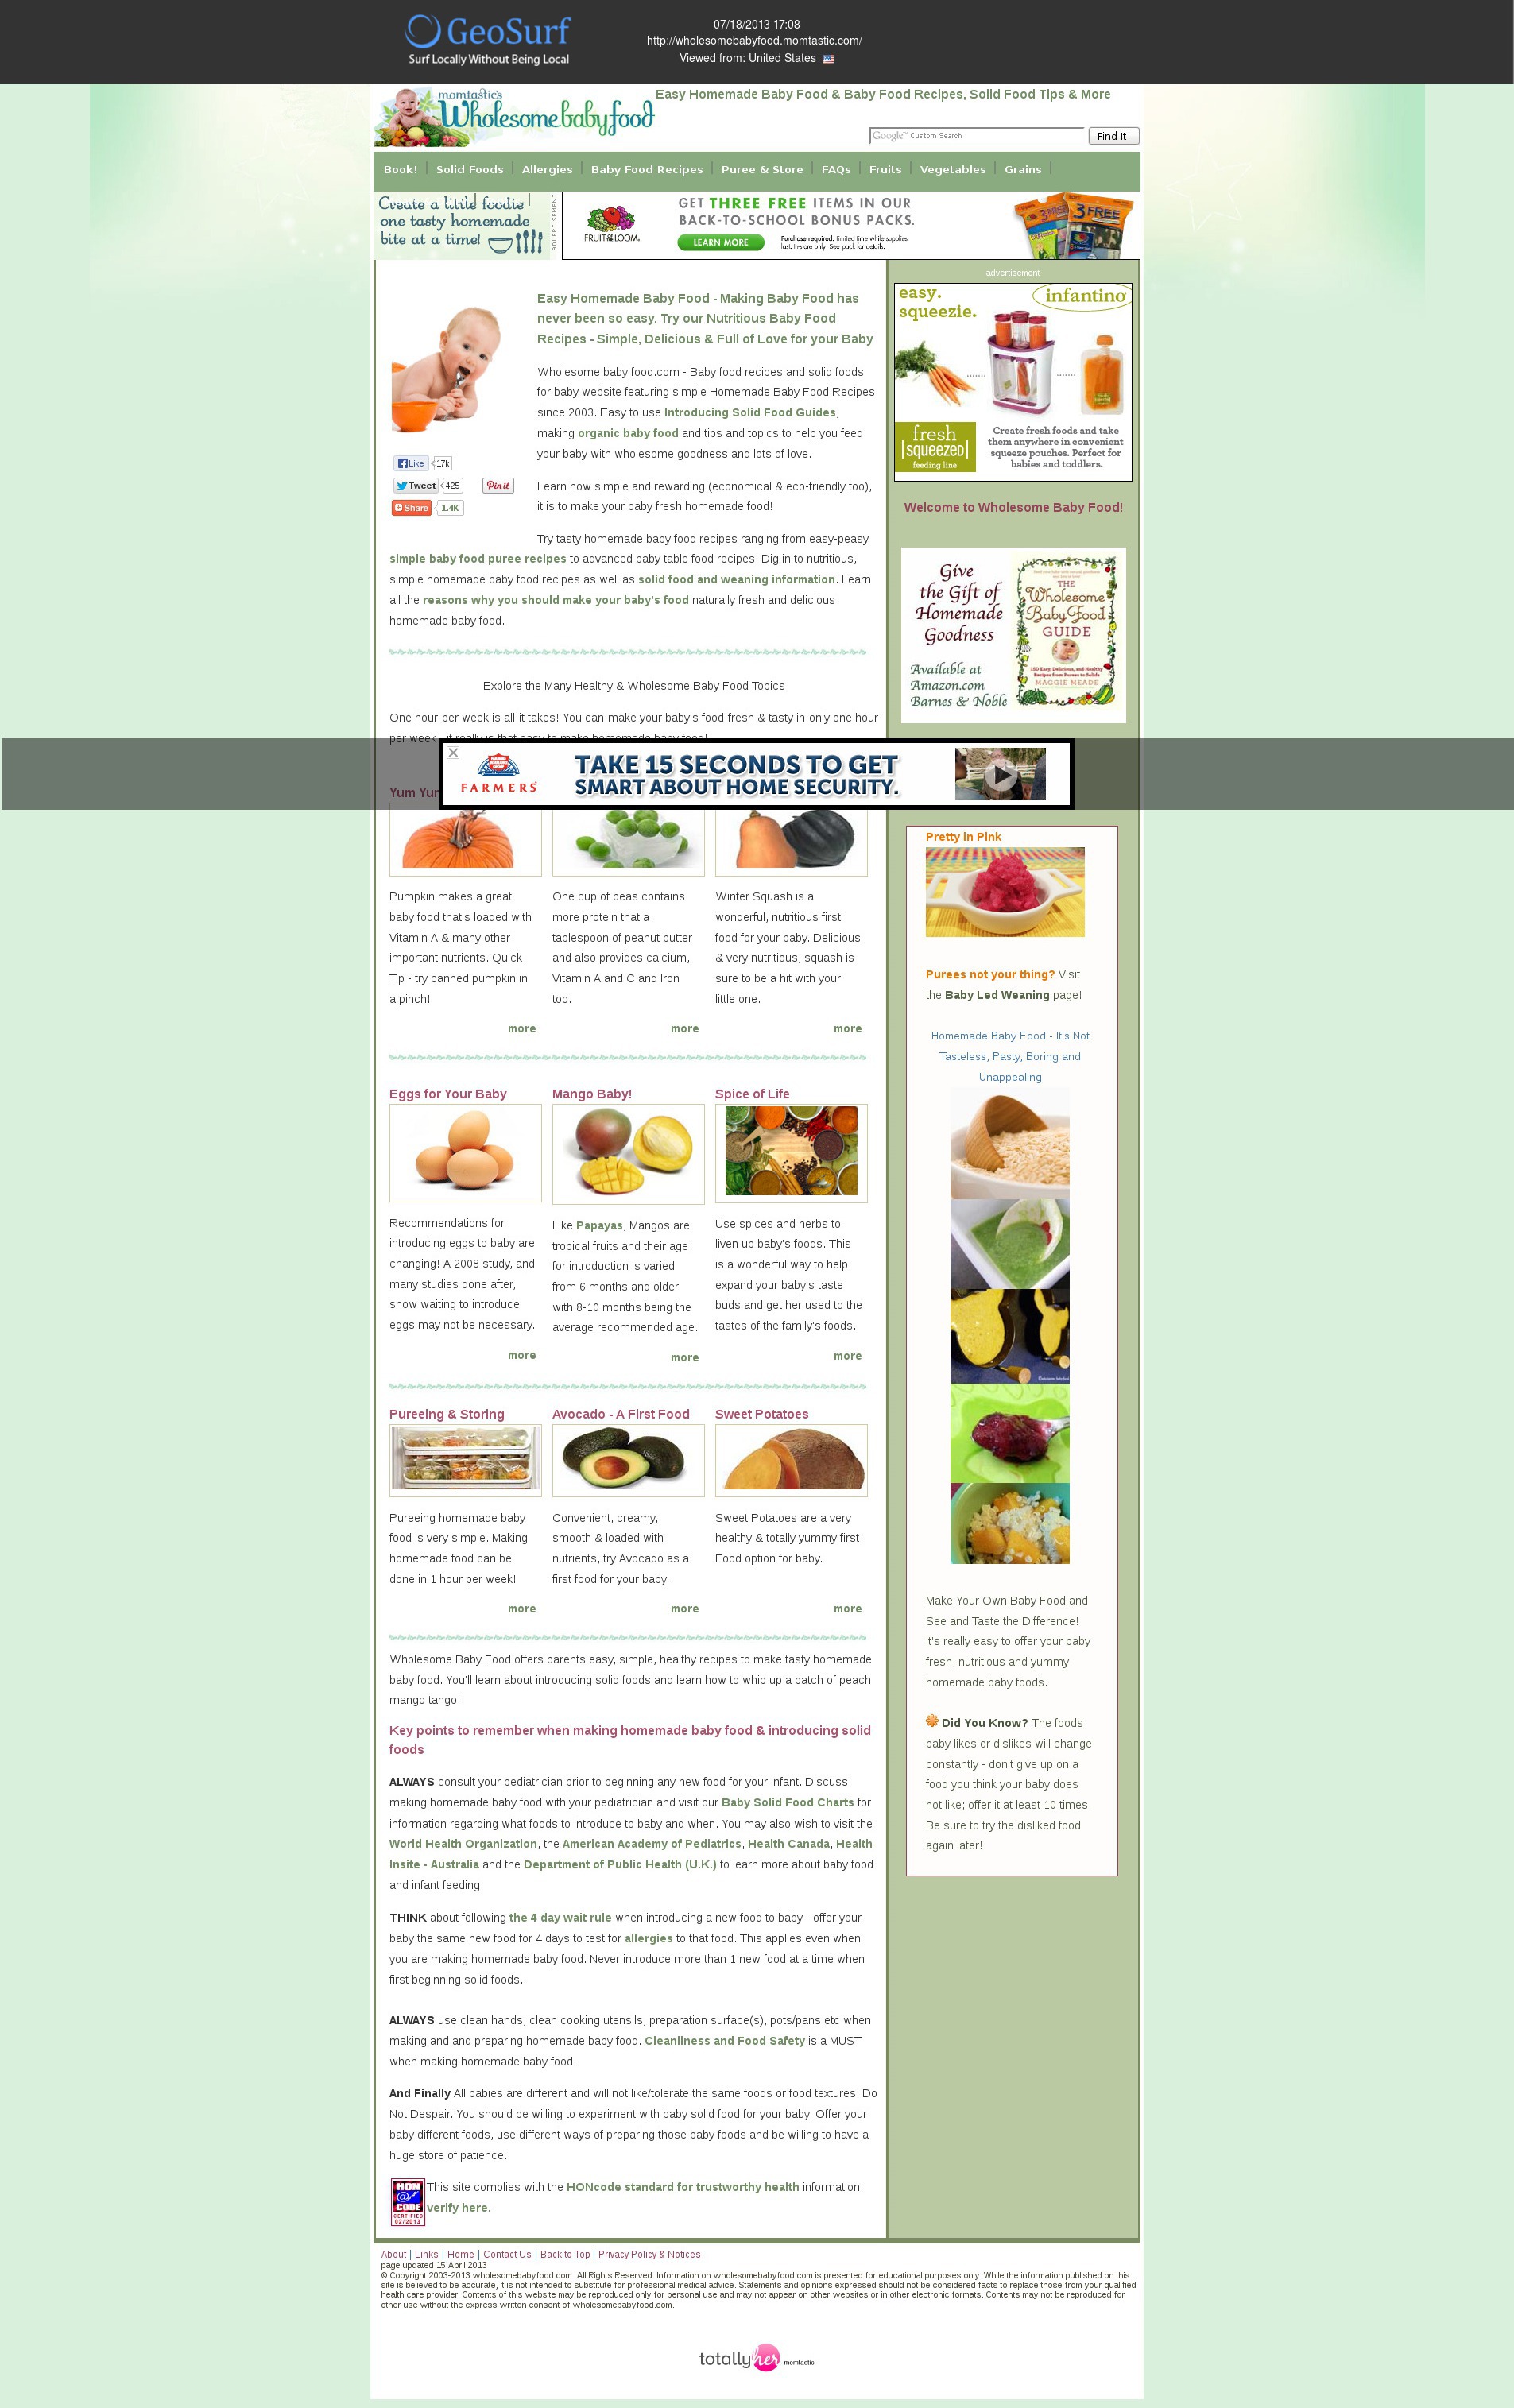 GeoSurf
Surf Locally Without Being Local
07/18/2013 17:08
http://wholesomebabyfood.momtastic.com/
Viewed from: United States
momtastic's
Wholesomebabyfood
Easy Homemade Baby Food & Baby Food Recipes, Solid Food Tips & More
Google™ Custom Search
Find It!
Book! Solid Foods Allergies Baby Food Recipes Puree & Store FAQs Fruits Vegetables Grains
Create a little foodie
one tasty homemade
bite at a time!
ADVERTISEMENT
FRUIT OF THE LOOM.
GET THREE FREE ITEMS IN OUR
BACK-TO-SCHOOL BONUS PACKS.
LEARN MORE
Purchase required. Limited time while supplies
last. In-store only. See pack for details.
3 FREE
3 FREE
Easy Homemade Baby Food - Making Baby Food has
never been so easy. Try our Nutritious Baby Food
Recipes - Simple, Delicious & Full of Love for your Baby
Wholesome baby food.com - Baby food recipes and solid foods
for baby website featuring simple Homemade Baby Food Recipes
since 2003. Easy to use Introducing Solid Food Guides,
making organic baby food and tips and topics to help you feed
your baby with wholesome goodness and lots of love.
Like 17k
Tweet 425 Pin it
Share 1.4K
Learn how simple and rewarding (economical & eco-friendly too),
it is to make your baby fresh homemade food!
Try tasty homemade baby food recipes ranging from easy-peasy
simple baby food puree recipes to advanced baby table food recipes. Dig in to nutritious,
simple homemade baby food recipes as well as solid food and weaning information. Learn
all the reasons why you should make your baby's food naturally fresh and delicious
homemade baby food.
Explore the Many Healthy & Wholesome Baby Food Topics
One hour per week is all it takes! You can make your baby's food fresh & tasty in only one hour
per week - it really is that easy to make homemade baby food!
FARMERS
TAKE 15 SECONDS TO GET
SMART ABOUT HOME SECURITY.
Yum Yum
Pumpkin makes a great
baby food that's loaded with
Vitamin A & many other
important nutrients. Quick
Tip - try canned pumpkin in
a pinch!
more
One cup of peas contains
more protein that a
tablespoon of peanut butter
and also provides calcium,
Vitamin A and C and Iron
too.
more
Winter Squash is a
wonderful, nutritious first
food for your baby. Delicious
& very nutritious, squash is
sure to be a hit with your
little one.
more
Eggs for Your Baby
Recommendations for
introducing eggs to baby are
changing! A 2008 study, and
many studies done after,
show waiting to introduce
eggs may not be necessary.
more
Mango Baby!
Like Papayas, Mangos are
tropical fruits and their age
for introduction is varied
from 6 months and older
with 8-10 months being the
average recommended age.
more
Spice of Life
Use spices and herbs to
liven up baby's foods. This
is a wonderful way to help
expand your baby's taste
buds and get her used to the
tastes of the family's foods.
more
Pureeing & Storing
Pureeing homemade baby
food is very simple. Making
homemade food can be
done in 1 hour per week!
more
Avocado - A First Food
Convenient, creamy,
smooth & loaded with
nutrients, try Avocado as a
first food for your baby.
more
Sweet Potatoes
Sweet Potatoes are a very
healthy & totally yummy first
Food option for baby.
more
Wholesome Baby Food offers parents easy, simple, healthy recipes to make tasty homemade
baby food. You'll learn about introducing solid foods and learn how to whip up a batch of peach
mango tango!
Key points to remember when making homemade baby food & introducing solid
foods
ALWAYS consult your pediatrician prior to beginning any new food for your infant. Discuss
making homemade baby food with your pediatrician and visit our Baby Solid Food Charts for
information regarding what foods to introduce to baby and when. You may also wish to visit the
World Health Organization, the American Academy of Pediatrics, Health Canada, Health
Insite - Australia and the Department of Public Health (U.K.) to learn more about baby food
and infant feeding.
THINK about following the 4 day wait rule when introducing a new food to baby - offer your
baby the same new food for 4 days to test for allergies to that food. This applies even when
you are making homemade baby food. Never introduce more than 1 new food at a time when
first beginning solid foods.
ALWAYS use clean hands, clean cooking utensils, preparation surface(s), pots/pans etc when
making and and preparing homemade baby food. Cleanliness and Food Safety is a MUST
when making homemade baby food.
And Finally All babies are different and will not like/tolerate the same foods or food textures. Do
Not Despair. You should be willing to experiment with baby solid food for your baby. Offer your
baby different foods, use different ways of preparing those baby foods and be willing to have a
huge store of patience.
HON
CODE
CERTIFIED
02/2013
This site complies with the HONcode standard for trustworthy health information:
verify here.
advertisement
easy.
squeezie.
infantino
fresh
squeezed
feeding line
Create fresh foods and take
them anywhere in convenient
squeeze pouches. Perfect for
babies and toddlers.
Welcome to Wholesome Baby Food!
Give
the Gift of
Homemade
Goodness
Available at
Amazon.com
Barnes & Noble
THE
Wholesome
Baby Food
GUIDE
150 Easy, Delicious, and Healthy
Recipes from Purees to Solids
MAGGIE MEADE
Pretty in Pink
Purees not your thing? Visit
the Baby Led Weaning page!
Homemade Baby Food - It's Not
Tasteless, Pasty, Boring and
Unappealing
Make Your Own Baby Food and
See and Taste the Difference!
It's really easy to offer your baby
fresh, nutritious and yummy
homemade baby foods.
Did You Know? The foods
baby likes or dislikes will change
constantly - don't give up on a
food you think your baby does
not like; offer it at least 10 times.
Be sure to try the disliked food
again later!
About | Links | Home | Contact Us | Back to Top | Privacy Policy & Notices
page updated 15 April 2013
© Copyright 2003-2013 wholesomebabyfood.com. All Rights Reserved. Information on wholesomebabyfood.com is presented for educational purposes only. While the information published on this
site is believed to be accurate, it is not intended to substitute for professional medical advice. Statements and opinions expressed should not be considered facts to replace those from your qualified
health care provider. Contents of this website may be reproduced only for personal use and may not appear on other websites or in other electronic formats. Contents may not be reproduced for
other use without the express written consent of wholesomebabyfood.com.
totallyher momtastic